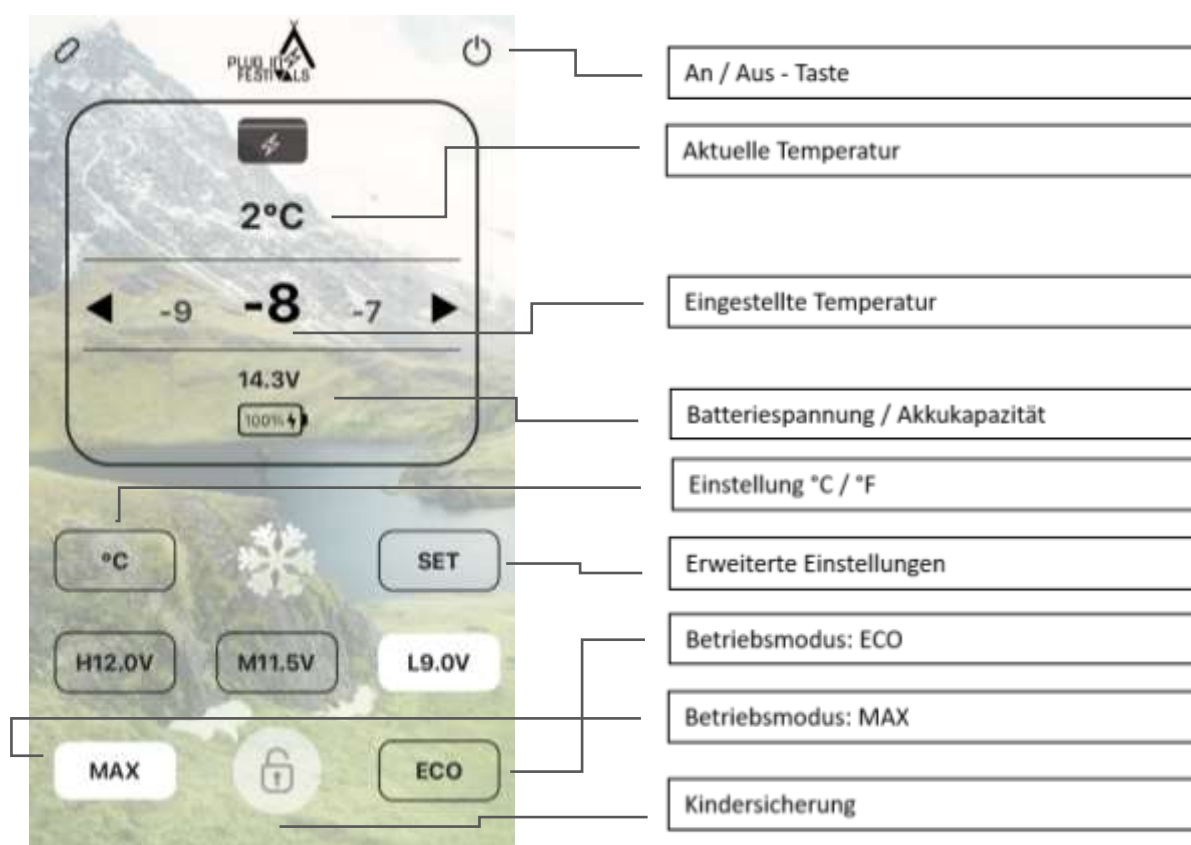 PLUG IN
FESTIVALS
An / Aus - Taste
Aktuelle Temperatur
2°C
-9
-8
-7
Eingestellte Temperatur
14.3V
100%
Batteriespannung / Akkukapazität
Einstellung °C / °F
°C
SET
Erweiterte Einstellungen
H12.0V
M11.5V
L9.0V
Betriebsmodus: ECO
Betriebsmodus: MAX
MAX
ECO
Kindersicherung